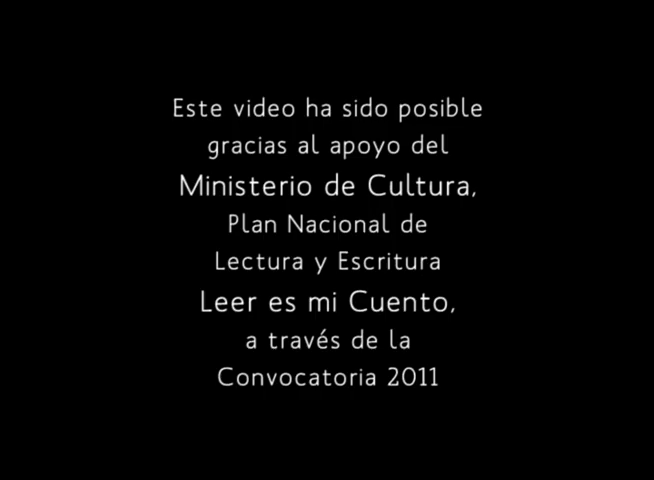 Este video ha sido posible
gracias al apoyo del
Ministerio de Cultura,
Plan Nacional de
Lectura y Escritura
Leer es mi Cuento,
a través de la
Convocatoria 2011